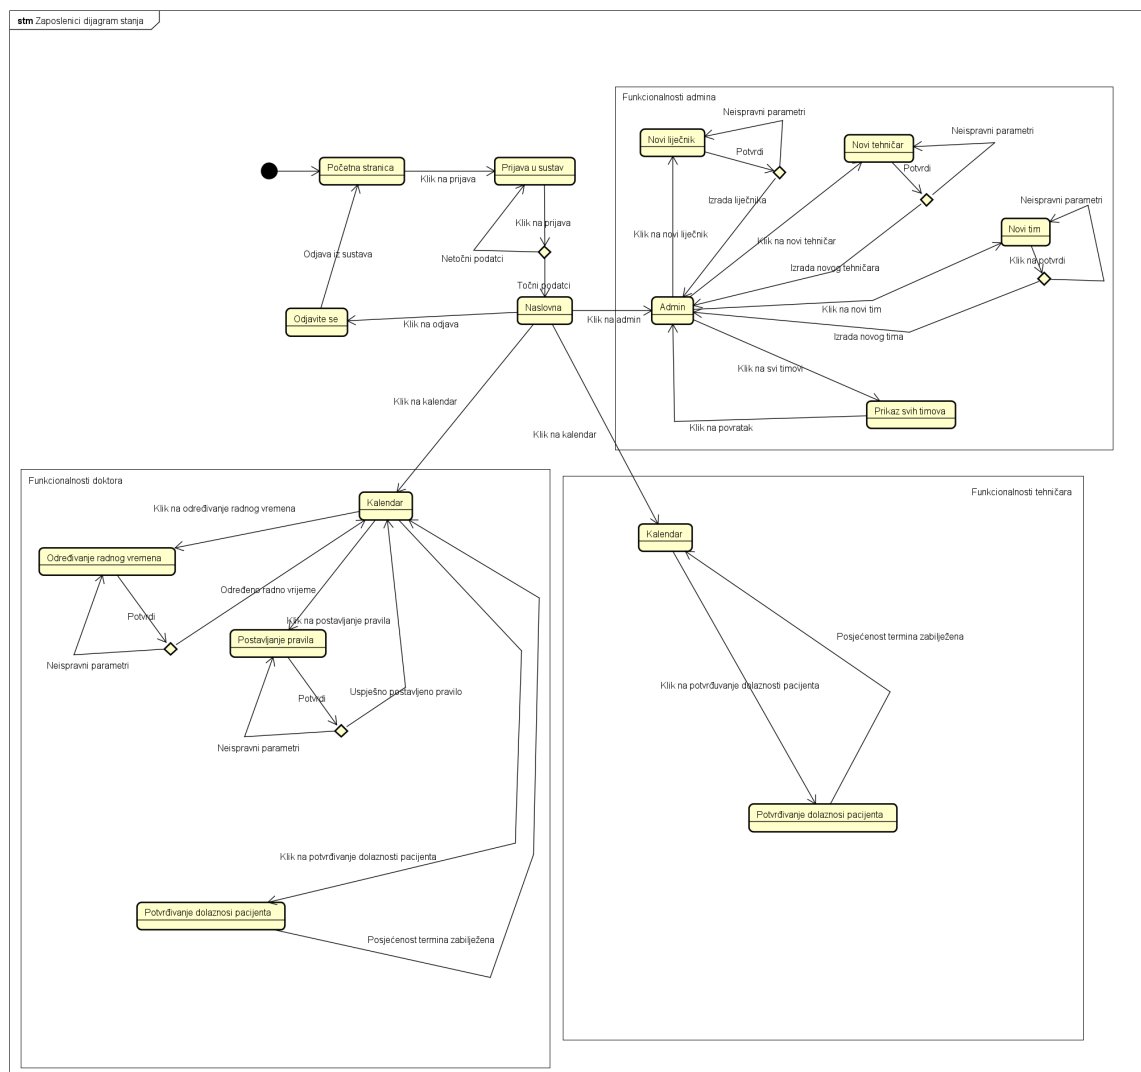 stm Zaposlenici dijagram stanja
Funkcionalnosti admina
Neispravni parametri
Novi liječnik
Potvrdi
Neispravni parametri
Novi tehničar
Potvrdi
Početna stranica
Klik na prijava
Prijava u sustav
Izrada liječnika
Neispravni parametri
Klik na prijava
Novi tim
Klik na novi liječnik
Klik na novi tehničar
Odjava iz sustava
Netočni podatci
Klik na potvrdi
Izrada novog tehničara
Točni podatci
Naslovna
Admin
Klik na novi tim
Odjavite se
Klik na odjava
Klik na admin
Izrada novog tima
Klik na svi timovi
Klik na kalendar
Prikaz svih timova
Klik na povratak
Klik na kalendar
Funkcionalnosti doktora
Funkcionalnosti tehničara
Kalendar
Klik na određivanje radnog vremena
Kalendar
Određivanje radnog vremena
Određeno radno vrijeme
Potvrdi
Klik na postavljanje pravila
Postavljanje pravila
Posjećenost termina zabilježena
Neispravni parametri
Klik na potvrđuvanje dolaznosti pacijenta
Potvrdi
Uspješno postavljeno pravilo
Neispravni parametri
Potvrđivanje dolaznosi pacijenta
Klik na potvrđivanje dolaznosti pacijenta
Potvrđivanje dolaznosi pacijenta
Posjećenost termina zabilježena